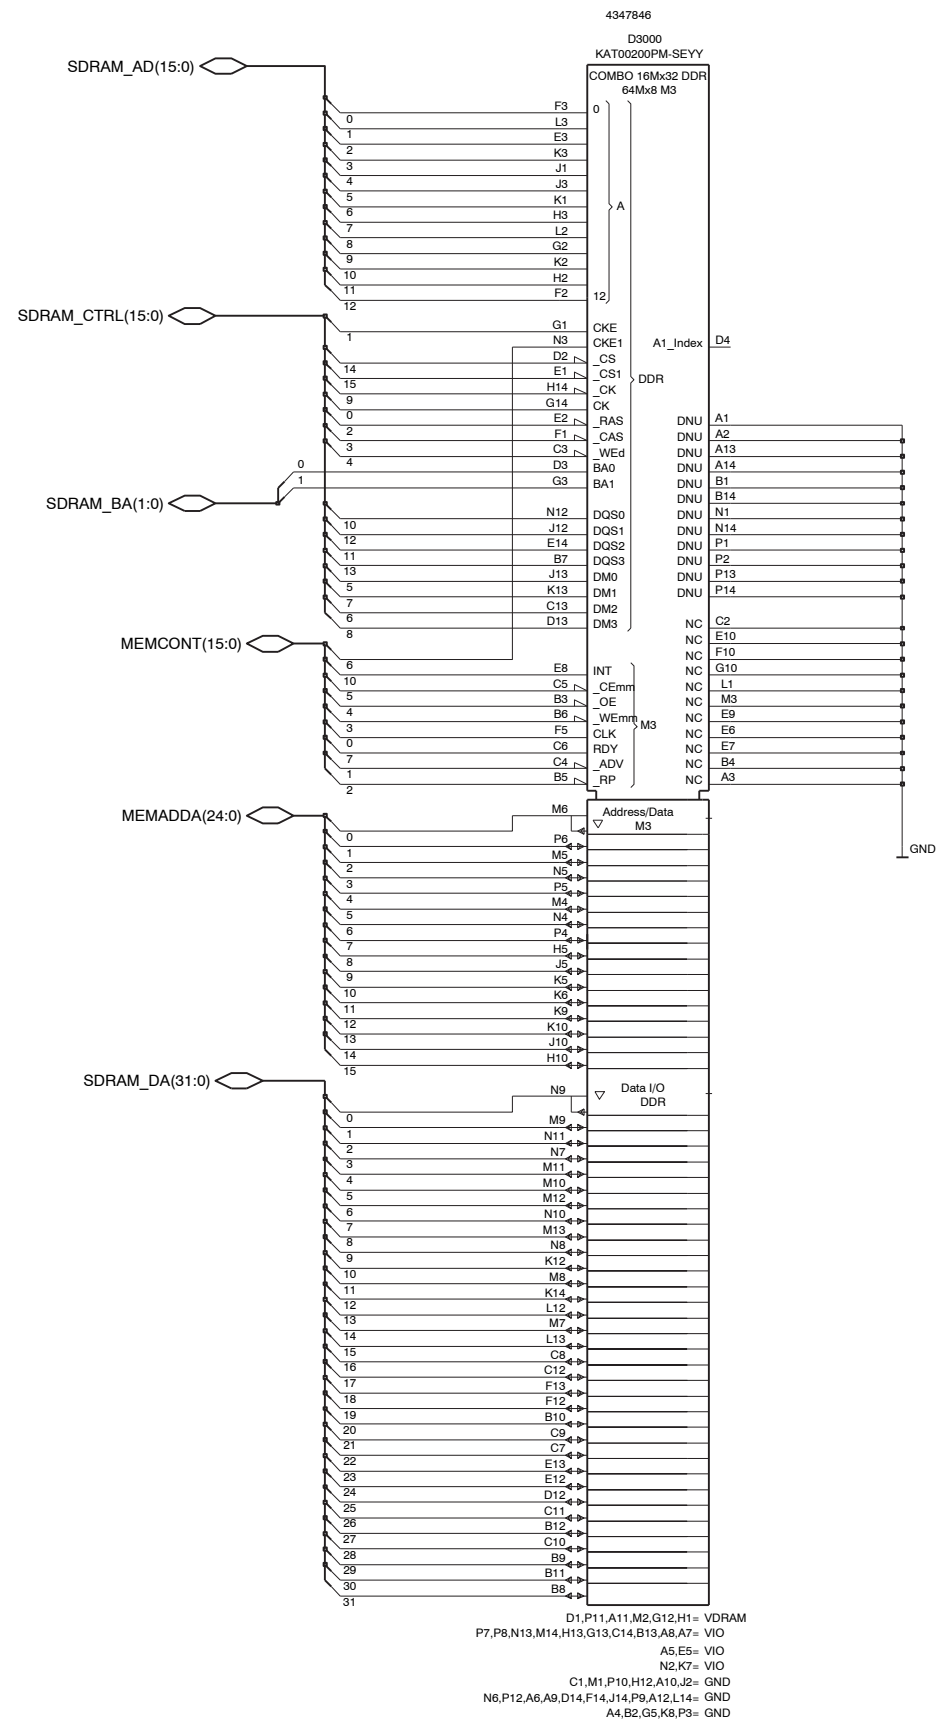 4347846
D3000
KAT00200PM-SEYY
COMBO 16Mx32 DDR
64Mx8 M3
SDRAM_AD(15:0)
F3 0
0 L3
1 E3
2 K3
3 J1
4 J3
5 K1 A
6 H3
7 L2
8 G2
9 K2
10 H2
11 F2 12
12
SDRAM_CTRL(15:0)
G1 CKE
1 N3 CKE1 A1_Index D4
D2 _CS
14 E1 _CS1 DDR
15 H14 _CK
9 G14 CK
0 E2 _RAS DNU A1
2 F1 _CAS DNU A2
3 C3 _WEd DNU A13
4 0 D3 BA0 DNU A14
1 G3 BA1 DNU B1
SDRAM_BA(1:0)
DNU B14
N12 DQS0 DNU N1
10 J12 DQS1 DNU N14
12 E14 DQS2 DNU P1
11 B7 DQS3 DNU P2
13 J13 DM0 DNU P13
5 K13 DM1 DNU P14
7 C13 DM2
6 D13 DM3 NC C2
8
MEMCONT(15:0)
NC E10
NC F10
6 E8 INT NC G10
10 C5 _CEmm NC L1
5 B3 _OE NC M3
4 B6 _WEmm M3 NC E9
3 F5 CLK NC E6
0 C6 RDY NC E7
7 C4 _ADV NC B4
1 B5 _RP NC A3
2
MEMADDA(24:0)
M6 Address/Data
M3
GND
0 P6
1 M5
2 N5
3 P5
4 M4
5 N4
6 P4
7 H5
8 J5
9 K5
10 K6
11 K9
12 K10
13 J10
14 H10
15
SDRAM_DA(31:0)
N9 Data I/O
DDR
0 M9
1 N11
2 N7
3 M11
4 M10
5 M12
6 N10
7 M13
8 N8
9 K12
10 M8
11 K14
12 L12
13 M7
14 L13
15 C8
16 C12
17 F13
18 F12
19 B10
20 C9
21 C7
22 E13
23 E12
24 D12
25 C11
26 B12
27 C10
28 B9
29 B11
30 B8
31
D1,P11,A11,M2,G12,H1= VDRAM
P7,P8,N13,M14,H13,G13,C14,B13,A8,A7= VIO
A5,E5= VIO
N2,K7= VIO
C1,M1,P10,H12,A10,J2= GND
N6,P12,A6,A9,D14,F14,J14,P9,A12,L14= GND
A4,B2,G5,K8,P3= GND